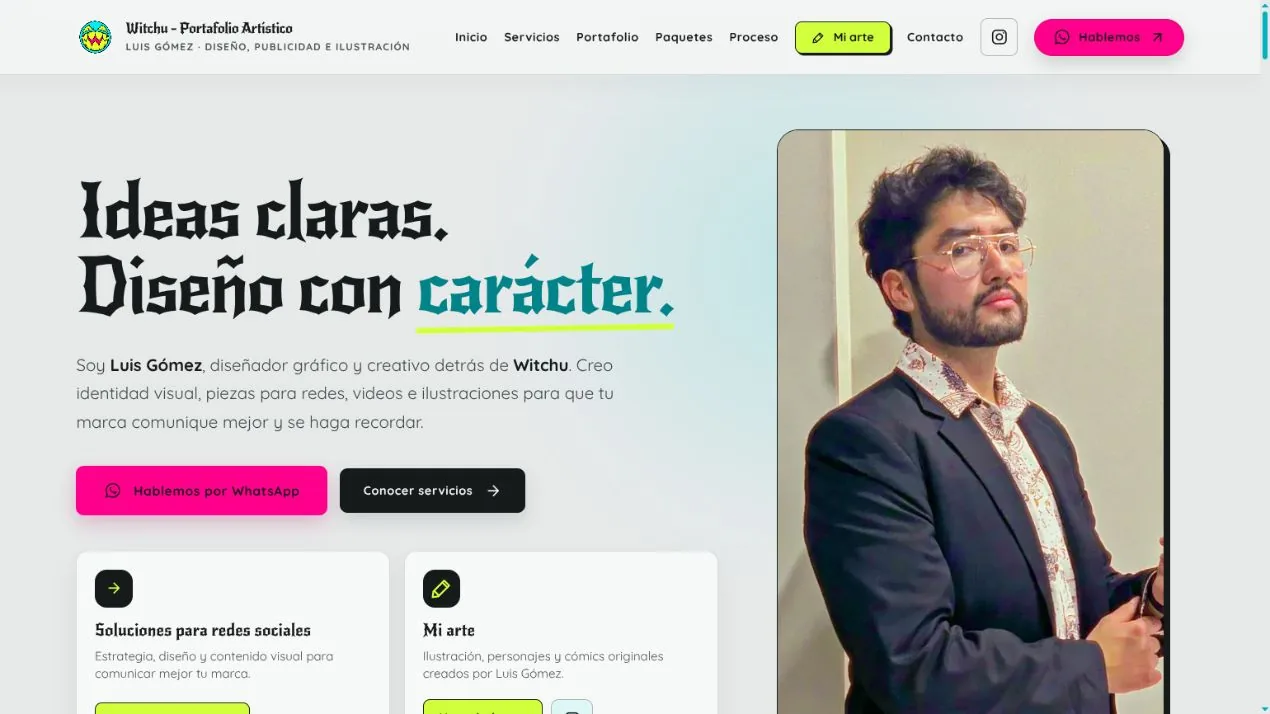 Witchu - Portafolio Artístico
LUIS GÓMEZ · DISEÑO, PUBLICIDAD E ILUSTRACIÓN
Inicio
Servicios
Portafolio
Paquetes
Proceso
Mi arte
Contacto
Hablemos
Ideas claras.
Diseño con carácter.
Soy Luis Gómez, diseñador gráfico y creativo detrás de Witchu. Creo
identidad visual, piezas para redes, videos e ilustraciones para que tu
marca comunique mejor y se haga recordar.
Hablemos por WhatsApp
Conocer servicios
Soluciones para redes sociales
Estrategia, diseño y contenido visual para
comunicar mejor tu marca.
Mi arte
Ilustración, personajes y cómics originales
creados por Luis Gómez.